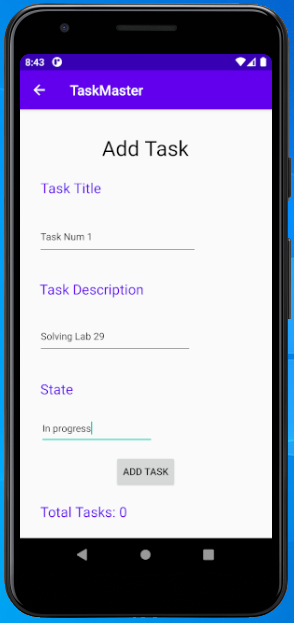 8:43
TaskMaster
Add Task
Task Title
Task Num 1
Task Description
Solving Lab 29
State
In progress
ADD TASK
Total Tasks: 0